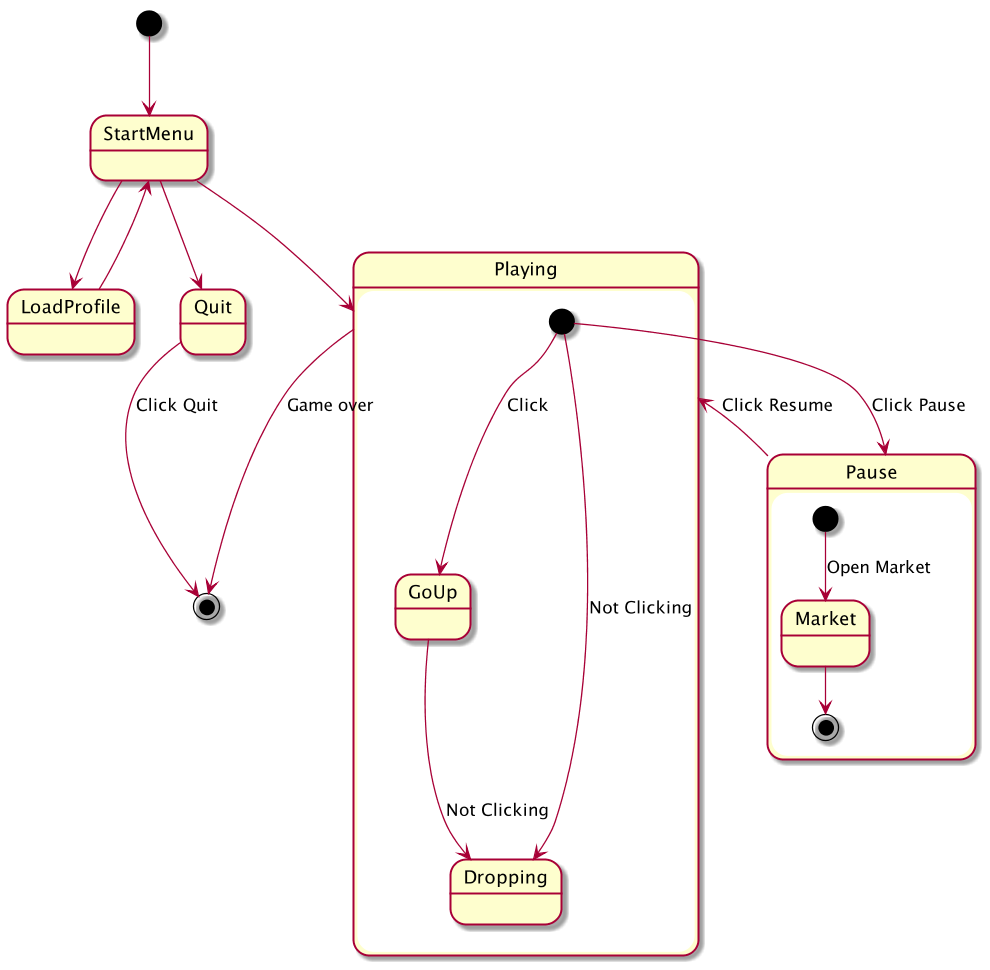 StartMenu
Playing
LoadProfile
Quit
Click Quit
Game over
Click
Click Resume
Click Pause
Pause
Open Market
GoUp
Not Clicking
Market
Not Clicking
Dropping